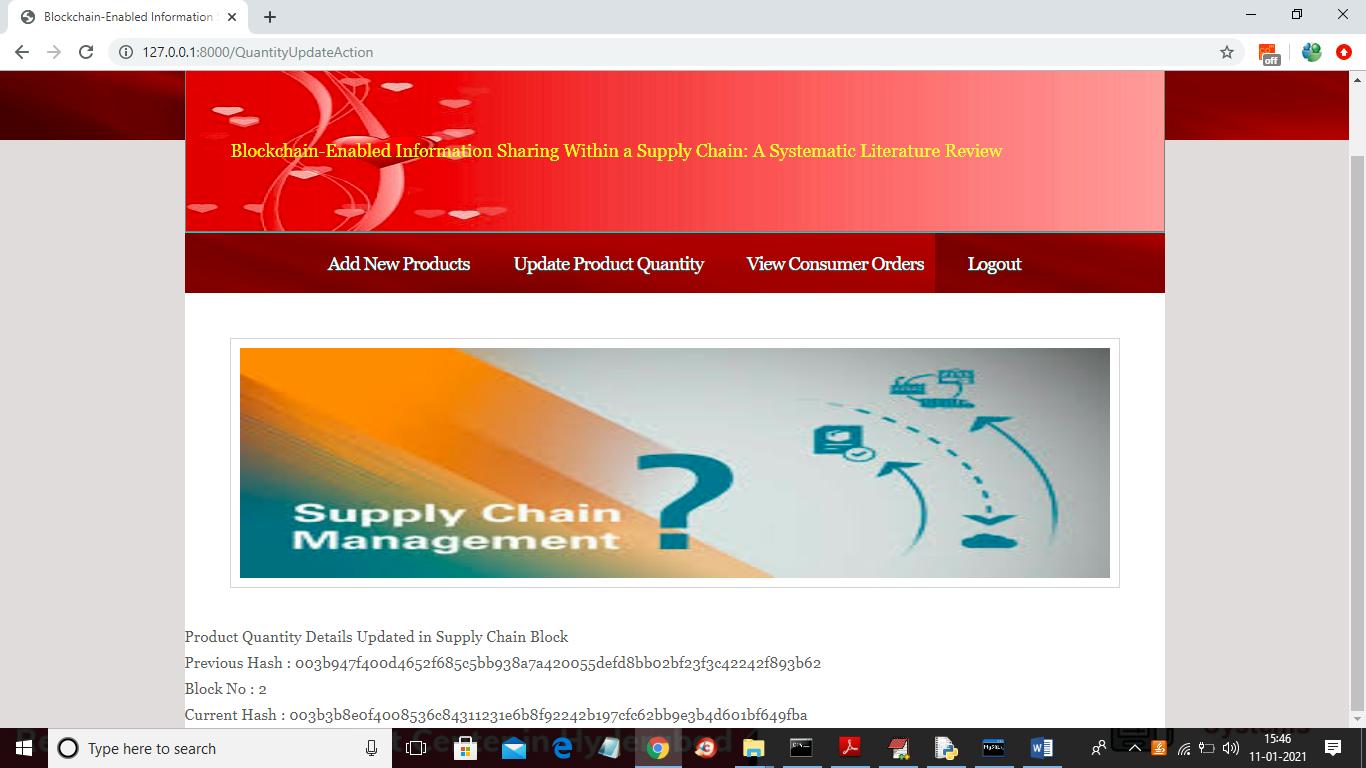 Blockchain-Enabled Information
127.0.0.1:8000/QuantityUpdateAction
off
Blockchain-Enabled Information Sharing Within a Supply Chain: A Systematic Literature Review
Add New Products
Update Product Quantity
View Consumer Orders
Logout
Supply Chain
Management
?
Product Quantity Details Updated in Supply Chain Block
Previous Hash : 003b947f400d4652f685c5bb938a7a420055defd8bb02bf23f3c42242f893b62
Block No : 2
Current Hash : 003b3b8e0f4008536c84311231e6b8f92242b197cfc62bb9e3b4d601bf649fba
Type here to search
15:46
11-01-2021